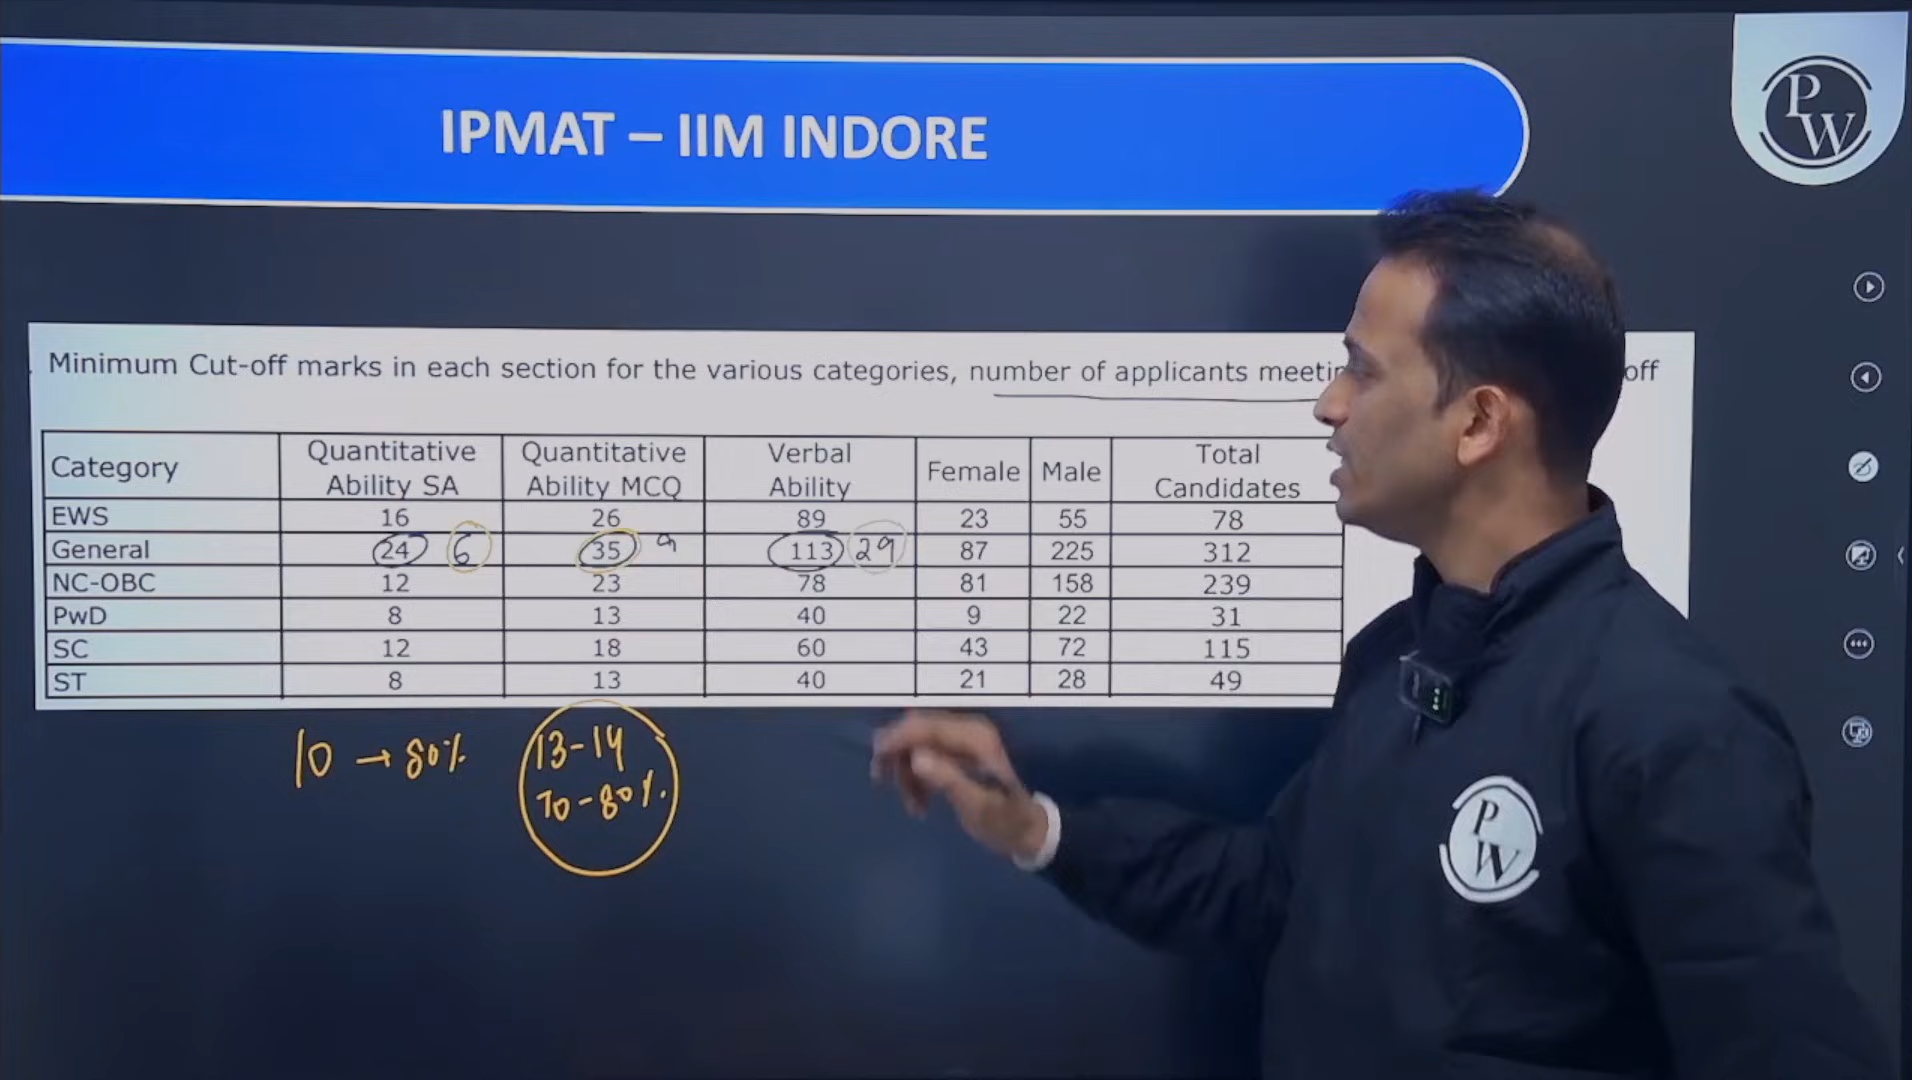 IPMAT – IIM INDORE
P
W
Minimum Cut-off marks in each section for the various categories, number of applicants off
Category Quantitative Ability SA Quantitative Ability MCQ Verbal Ability Female Male Total Candidates
EWS 16 26 89 23 55 78
General 24 6 35 9 113 29 87 225 312
NC-OBC 12 23 78 81 158 239
PwD 8 13 40 9 22 31
SC 12 18 60 43 72 115
ST 8 13 40 21 28 49
10 → 80%
13-14
70-80%.
P
W